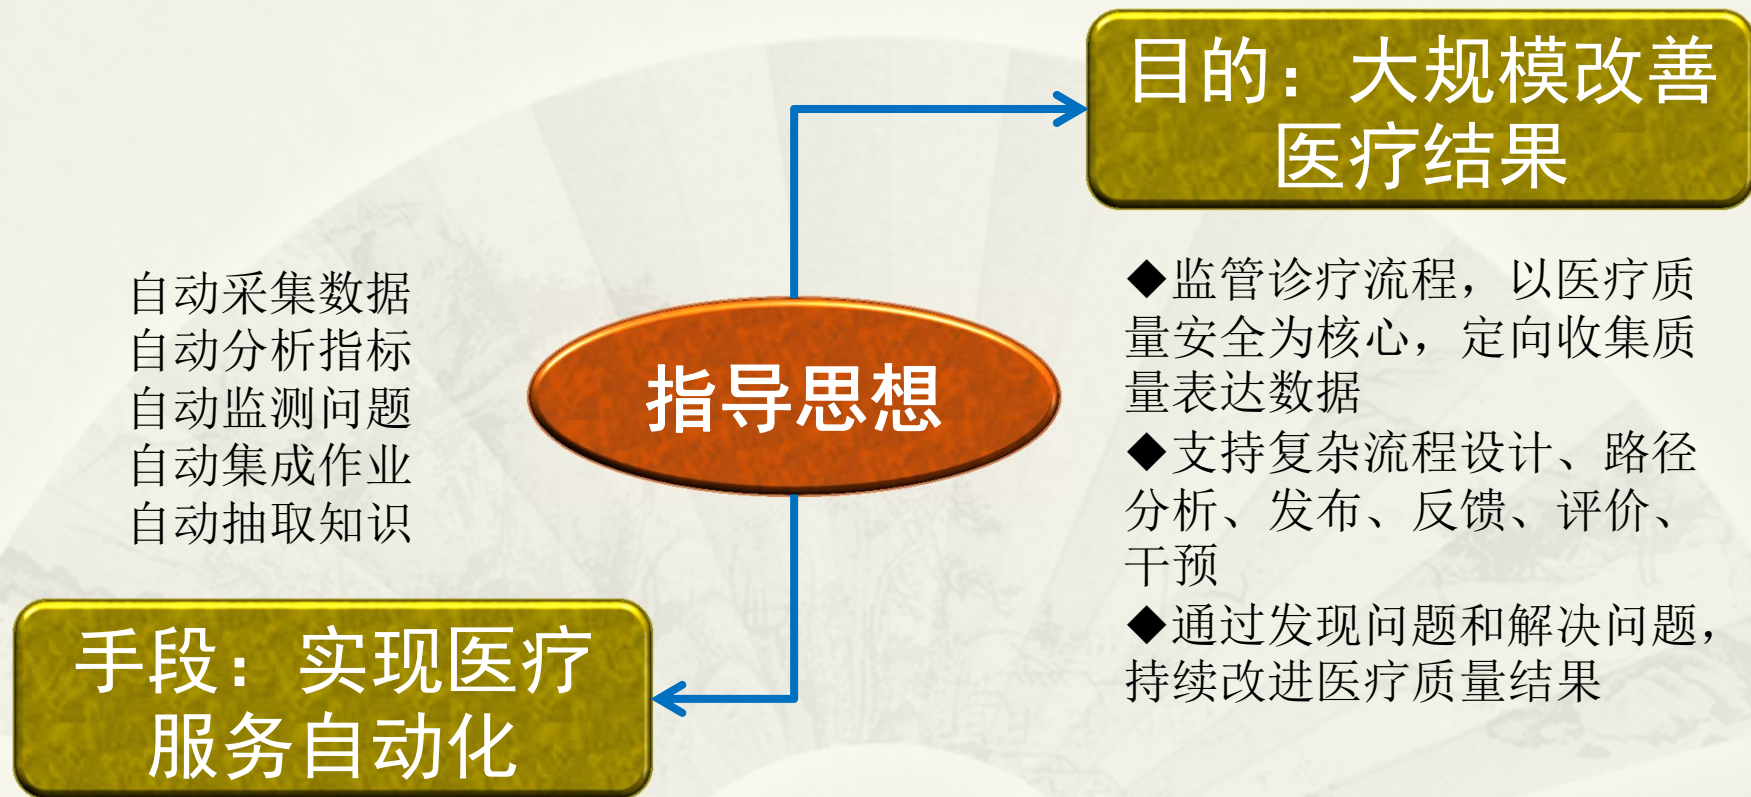 目的：大规模改善
医疗结果
自动采集数据
自动分析指标
自动监测问题
自动集成作业
自动抽取知识
指导思想
◆监管诊疗流程，以医疗质
量安全为核心，定向收集质
量表达数据
◆支持复杂流程设计、路径
分析、发布、反馈、评价、
干预
◆通过发现问题和解决问题，
持续改进医疗质量结果
手段：实现医疗
服务自动化